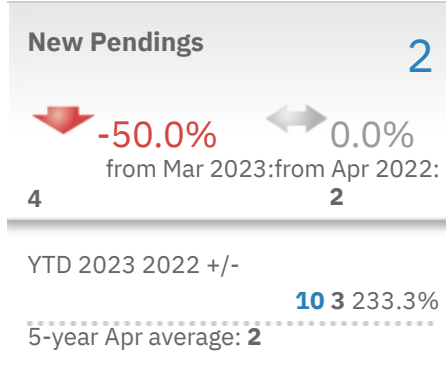 New Pendings 2
-50.0% 0.0%
from Mar 2023: from Apr 2022:
4 2
YTD 2023 2022 +/-
10 3 233.3%
5-year Apr average: 2